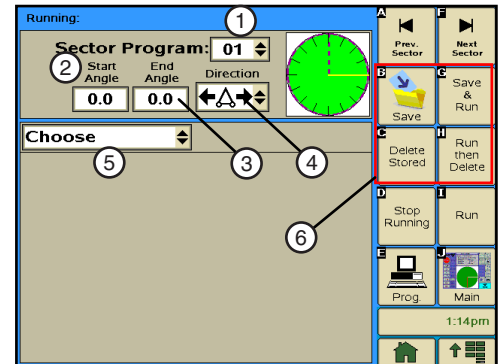 Running:
1
Sector Program: 01
2
Start Angle
End Angle
Direction
0.0
0.0
Choose
5
3
4
6
A
Prev. Sector
F
Next Sector
B
Save
G
Save & Run
C
Delete Stored
H
Run then Delete
D
Stop Running
I
Run
E
Prog.
J
Main
1:14pm